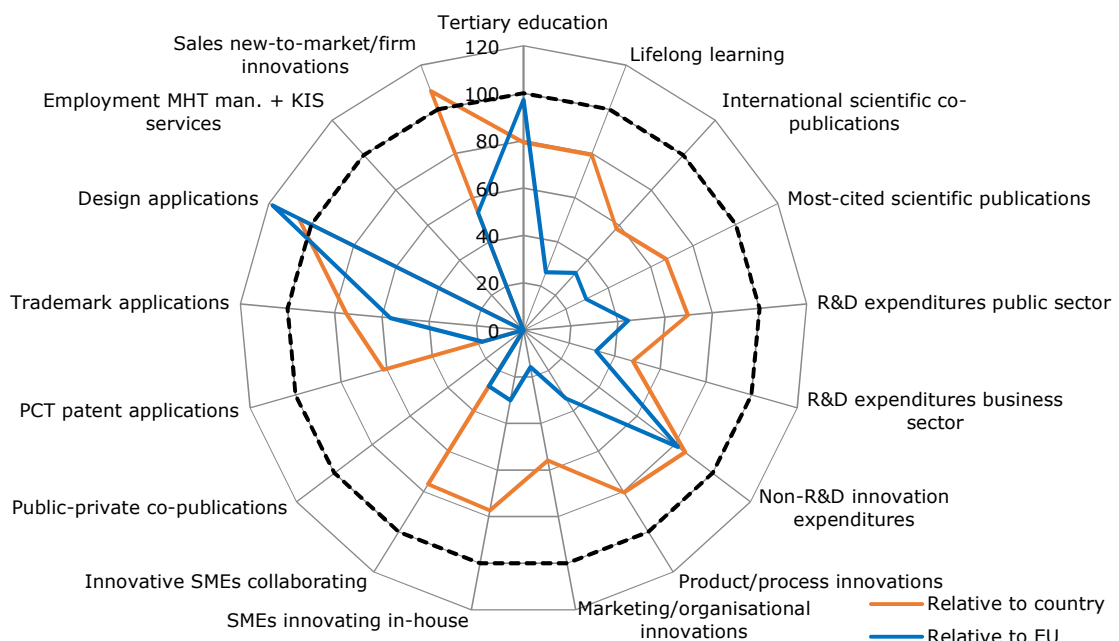 Tertiary education
Sales new-to-market/firm
innovations
Lifelong learning
Employment MHT man. + KIS
services
International scientific co-
publications
Design applications
Most-cited scientific publications
Trademark applications
R&D expenditures public sector
PCT patent applications
R&D expenditures business
sector
Public-private co-publications
Non-R&D innovation
expenditures
Innovative SMEs collaborating
Product/process innovations
SMEs innovating in-house
Marketing/organisational
innovations
120
100
80
60
40
20
0
Relative to country
Relative to EU